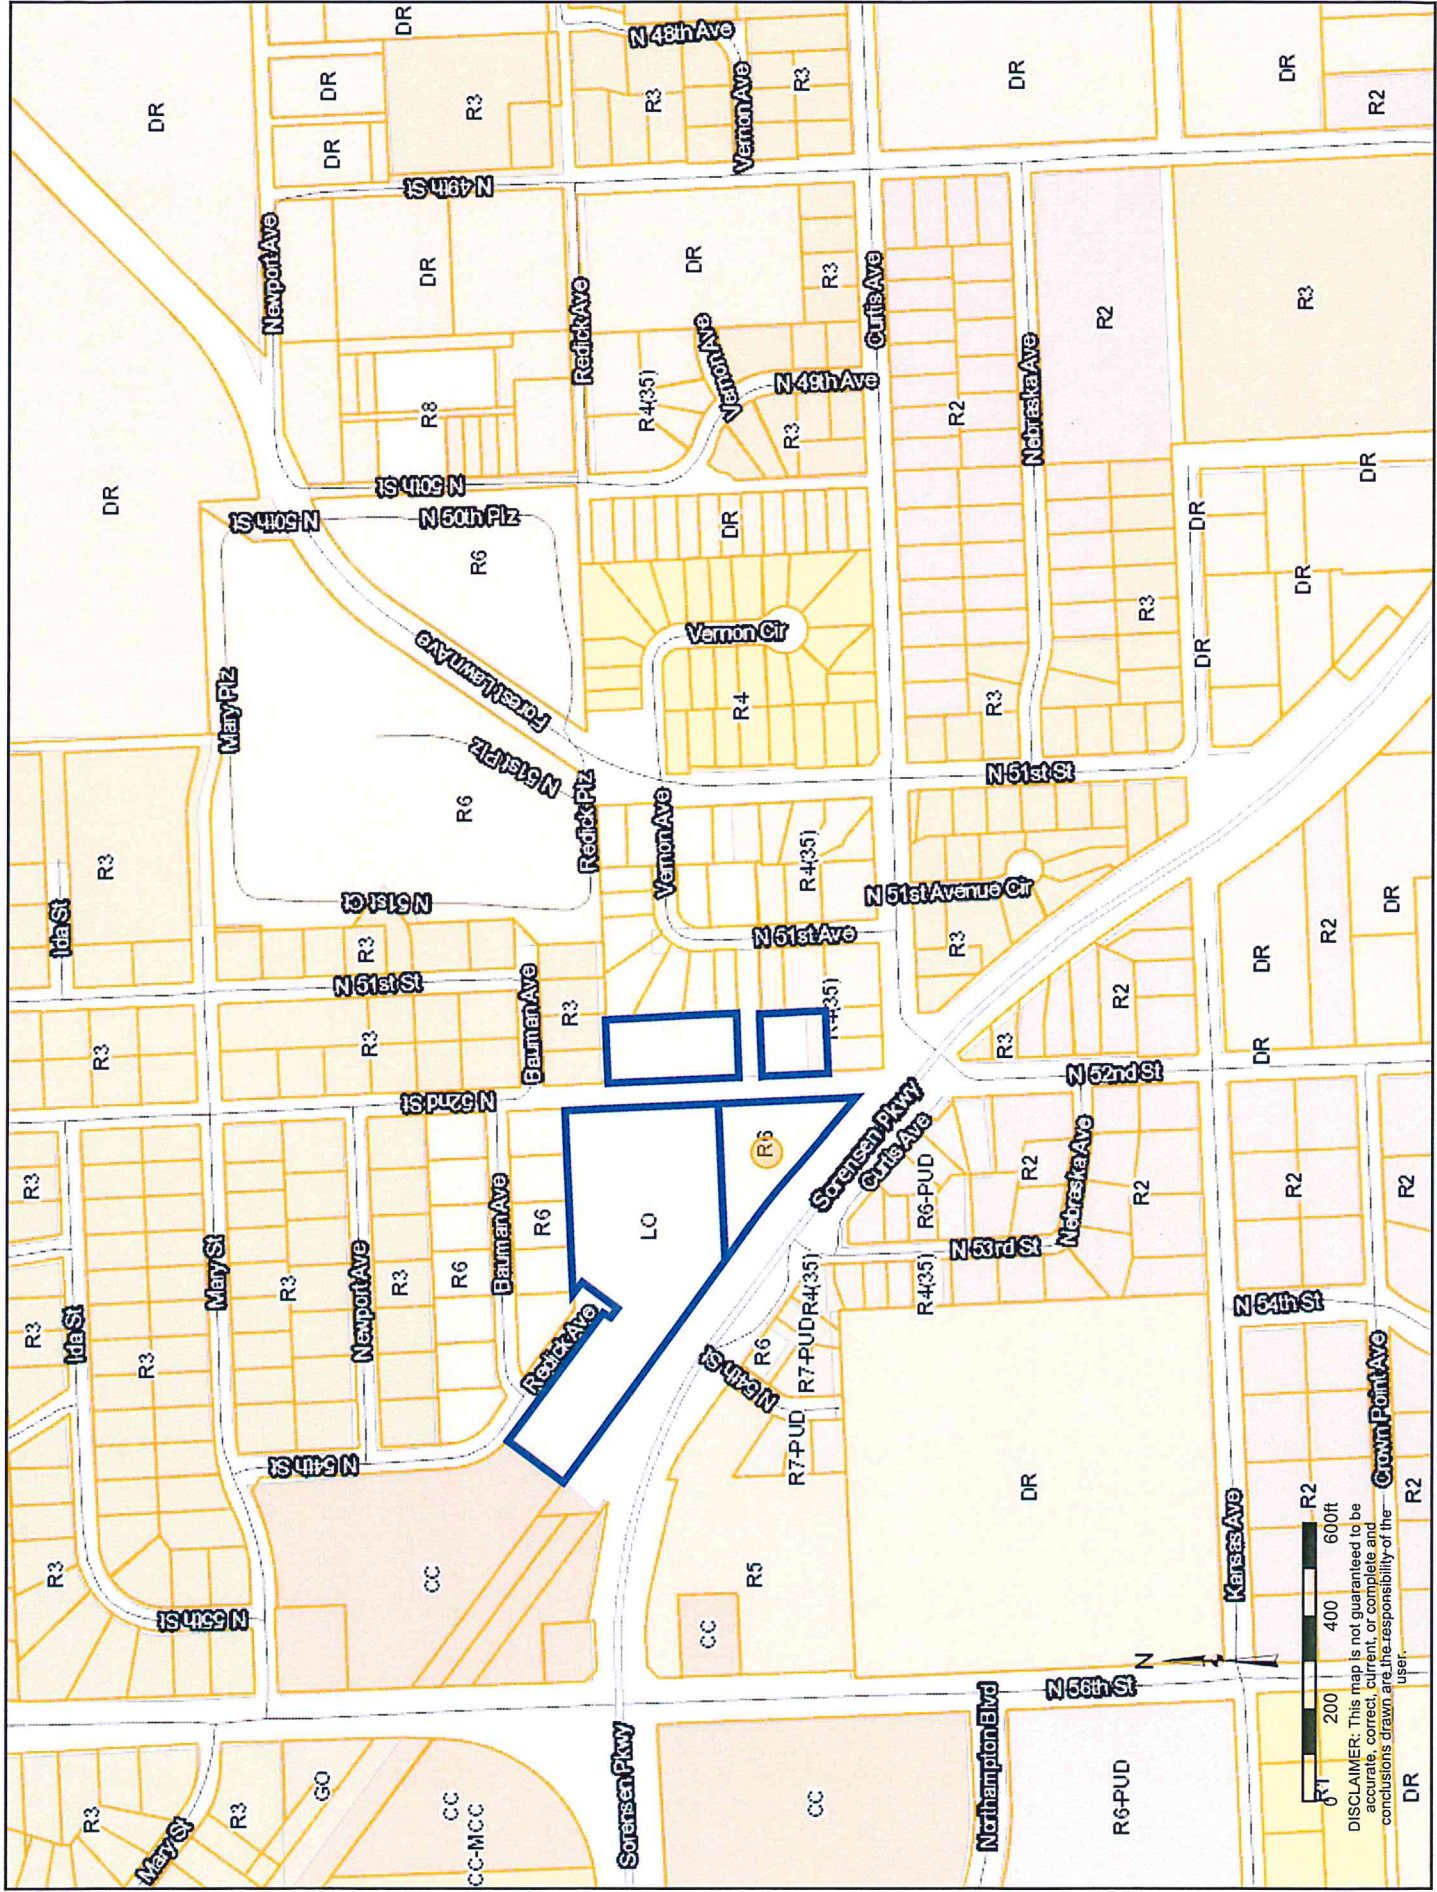 DR
N 48th Ave
DR
DR
R3
R3
Vernon Ave
R3
DR
DR
R2
DR
N 49th St
Newport Ave
DR
Redick Ave
DR
R3
Curtis Ave
R2
R3
R8
R4(35)
Vernon Ave
Vernon Ave
N 49th Ave
R3
R2
Nebraska Ave
DR
N 50th St
N 50th St
N 50th Plz
R6
DR
DR
DR
DR
Mary Plz
Forest Lawn Ave
Vernon Cir
R4
R3
R3
DR
N 51st Plz
Redick Plz
N 51st St
R6
R3
Ida St
N 51st Ct
Vernon Ave
R4(35)
N 51st Avenue Cir
N 51st Ave
R3
DR
R2
DR
R3
N 51st St
Bauman Ave
R3
R4(35)
R2
R3
R3
R3
DR
N 52nd St
N 52nd St
R6
Sorensen Pkwy
Curtis Ave
R6-PUD
R2
Nebraska Ave
R2
R2
R2
R3
Bauman Ave
R6
LO
N 53rd St
Ida St
Mary St
R3
Newport Ave
R3
R6
R3
R3
Redick Ave
R4(35)
R4(35)
R7-PUD
R6
N 54th St
N 54th St
N 54th St
R7-PUD
DR
Crown Point Ave
R2
R2
R3
N 55th St
CC
R5
CC
Kansas Ave
N
N 56th St
R3
Mary St
R3
GO
CC
CC-MCC
Sorensen Pkwy
CC
Northampton Blvd
R6-PUD
R1
DR
0 200 400 600ft
DISCLAIMER: This map is not guaranteed to be
accurate, correct, current, or complete and
conclusions drawn are the responsibility of the
user.